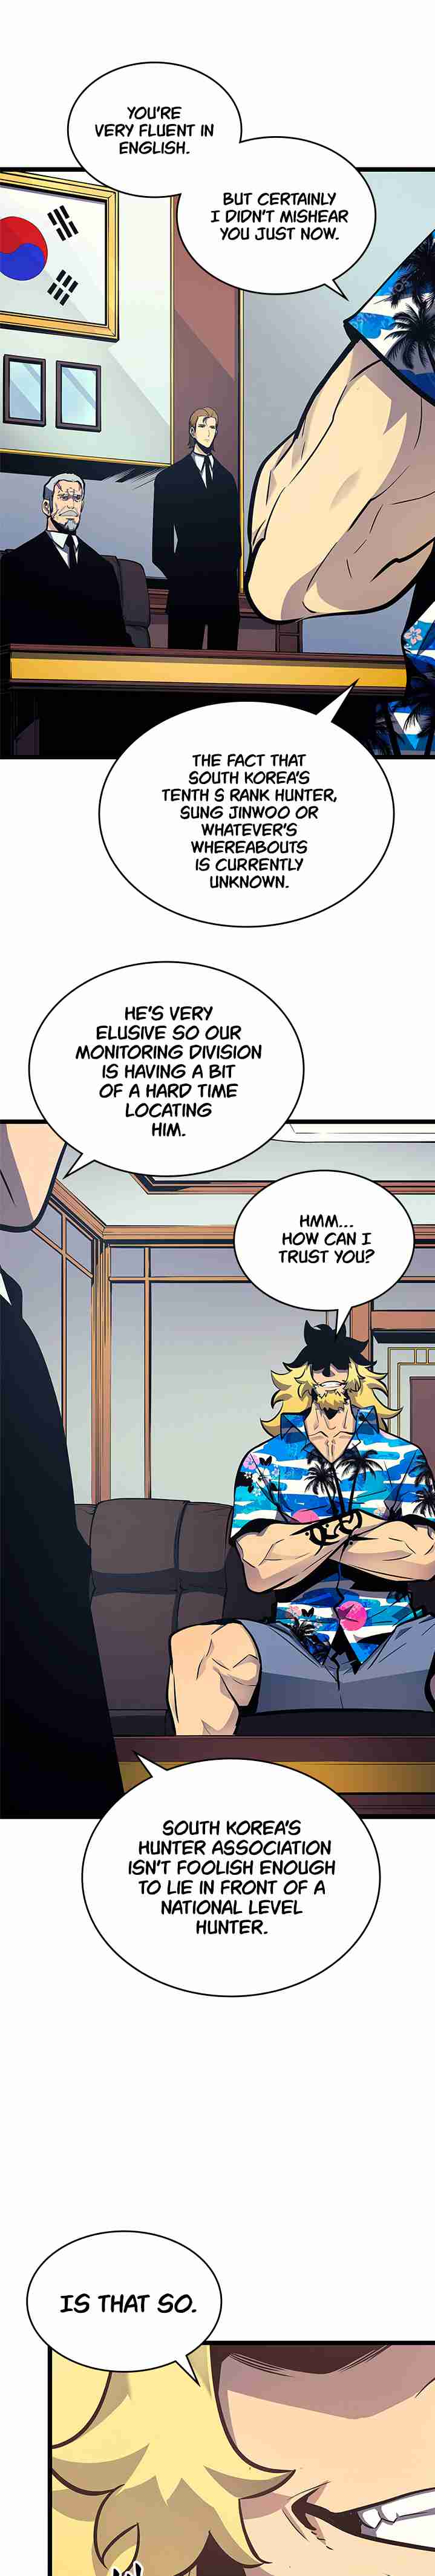 YOU'RE
VERY FLUENT IN
ENGLISH.
BUT CERTAINLY
I DIDN'T MISHEAR
YOU JUST NOW.
THE FACT THAT
SOUTH KOREA'S
TENTH S RANK HUNTER,
SUNG JINWOO OR
WHATEVER'S
WHEREABOUTS
IS CURRENTLY
UNKNOWN.
HE'S VERY
ELUSIVE SO OUR
MONITORING DIVISION
IS HAVING A BIT
OF A HARD TIME
LOCATING
HIM.
HMM...
HOW CAN I
TRUST YOU?
SOUTH KOREA'S
HUNTER ASSOCIATION
ISN'T FOOLISH ENOUGH
TO LIE IN FRONT OF A
NATIONAL LEVEL
HUNTER.
IS THAT SO.